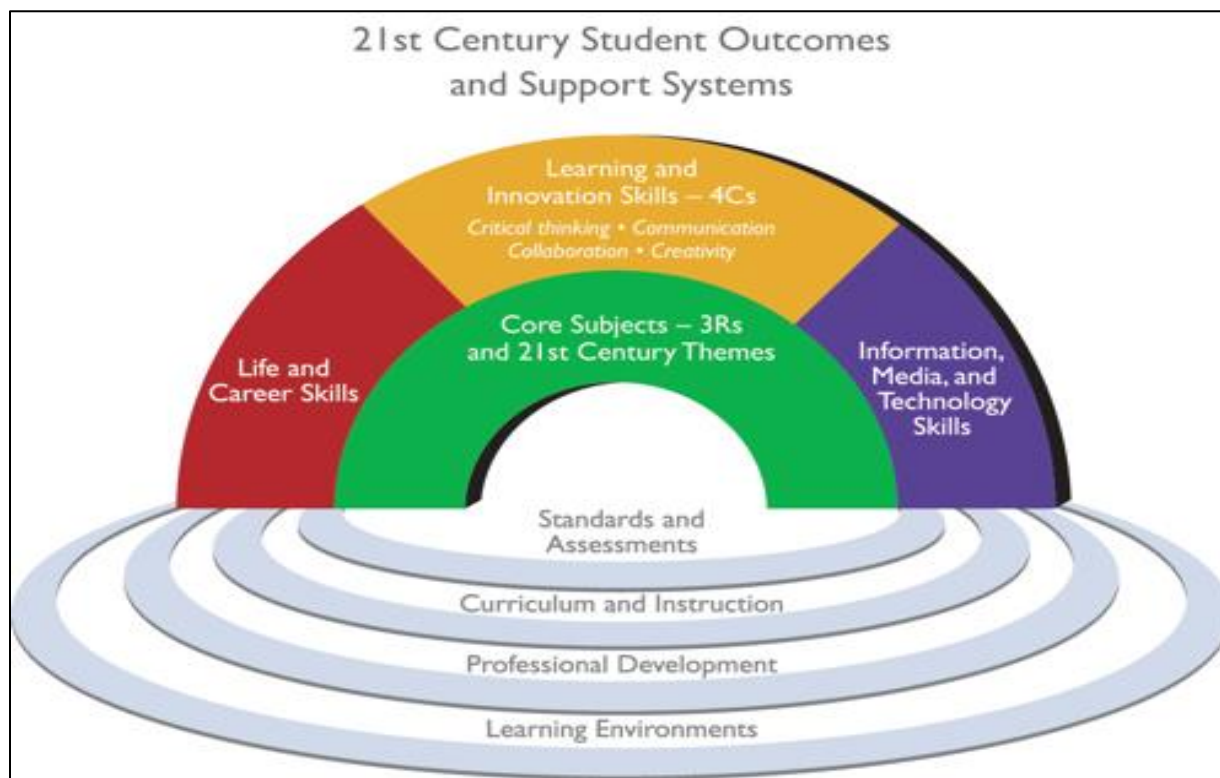 21st Century Student Outcomes
and Support Systems
Learning and
Innovation Skills – 4Cs
Critical thinking • Communication
Collaboration • Creativity
Core Subjects – 3Rs
and 21st Century Themes
Life and
Career Skills
Information,
Media, and
Technology
Skills
Standards and
Assessments
Curriculum and Instruction
Professional Development
Learning Environments